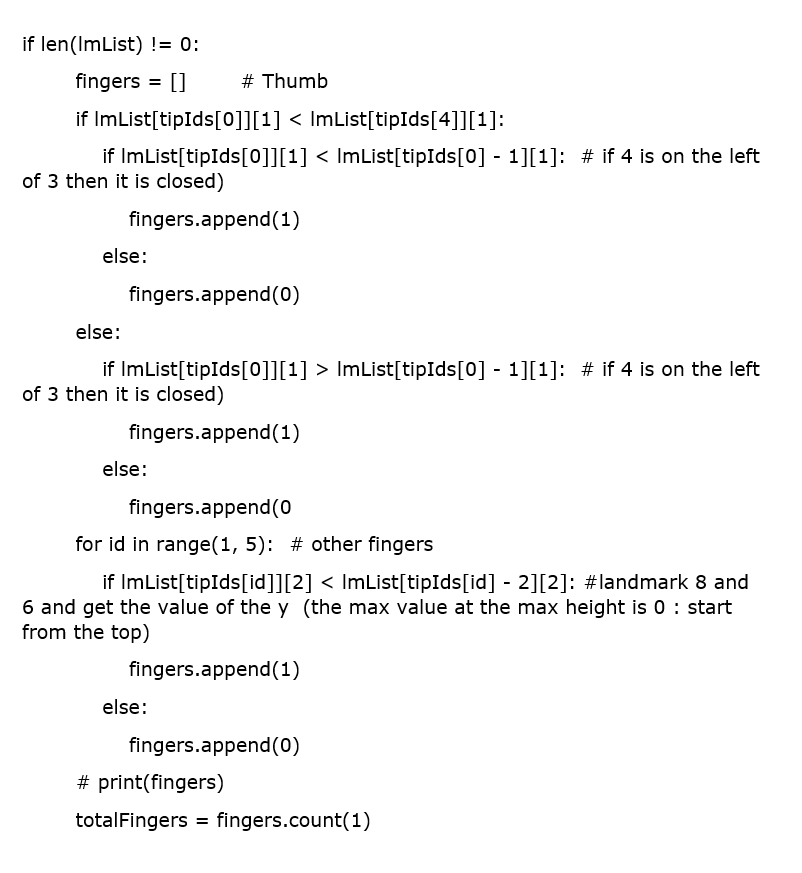 if len(lmList) != 0:
fingers = []         # Thumb
if lmList[tipIds[0]][1] < lmList[tipIds[4]][1]:
if lmList[tipIds[0]][1] < lmList[tipIds[0] - 1][1]:  # if 4 is on the left
of 3 then it is closed)
fingers.append(1)
else:
fingers.append(0)
else:
if lmList[tipIds[0]][1] > lmList[tipIds[0] - 1][1]:  # if 4 is on the left
of 3 then it is closed)
fingers.append(1)
else:
fingers.append(0
for id in range(1, 5):  # other fingers
if lmList[tipIds[id]][2] < lmList[tipIds[id] - 2][2]: #landmark 8 and
6 and get the value of the y  (the max value at the max height is 0 : start
from the top)
fingers.append(1)
else:
fingers.append(0)
# print(fingers)
totalFingers = fingers.count(1)